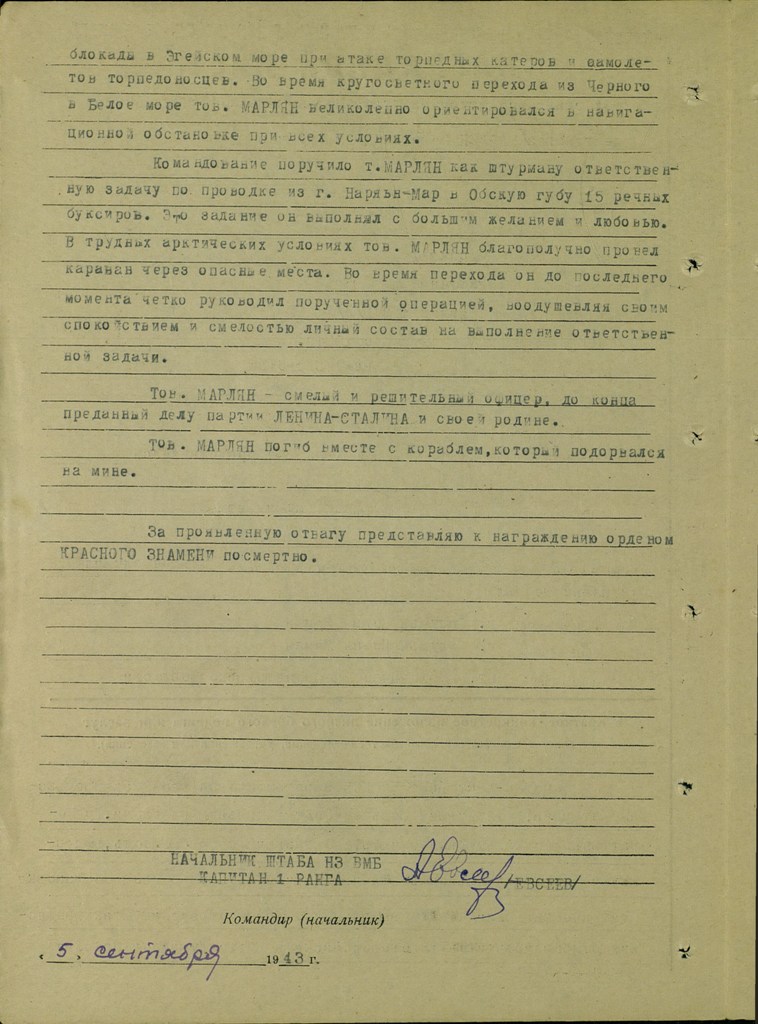 блокады в Эгейском море при атаке торпедных катеров и самоле-
тов торпедоносцев. Во время кругосветного перехода из Черного
в Белое море тов. МАРЛЯН великолепно ориентировался в навига-
ционной обстановке при всех условиях.
Командование поручило т.МАРЛЯН как штурману ответствен-
ную задачу по проводке из г. Нарьян-Мар в Обскую губу 15 речных
буксиров. Это задание он выполнял с большим желанием и любовью.
В трудных арктических условиях тов. МАРЛЯН благополучно провел
караван через опасные места. Во время перехода он до последнего
момента четко руководил порученной операцией, воодушевляя своим
спокойствием и смелостью личный состав на выполнение ответствен-
ной задачи.
Тов. МАРЛЯН - смелый и решительный офицер, до конца
преданный делу партии ЛЕНИНА-СТАЛИНА и своей родине.
Тов. МАРЛЯН погиб вместе с кораблем,который подорвался
на мине.
За проявленную отвагу представляю к награждению орденом
КРАСНОГО ЗНАМЕНИ посмертно.
НАЧАЛЬНИК ШТАБА НЗ ВМБ
КАПИТАН 1 РАНГА /ЕВСЕЕВ/
Командир (начальник)
„ 5 " сентября 1943 г.